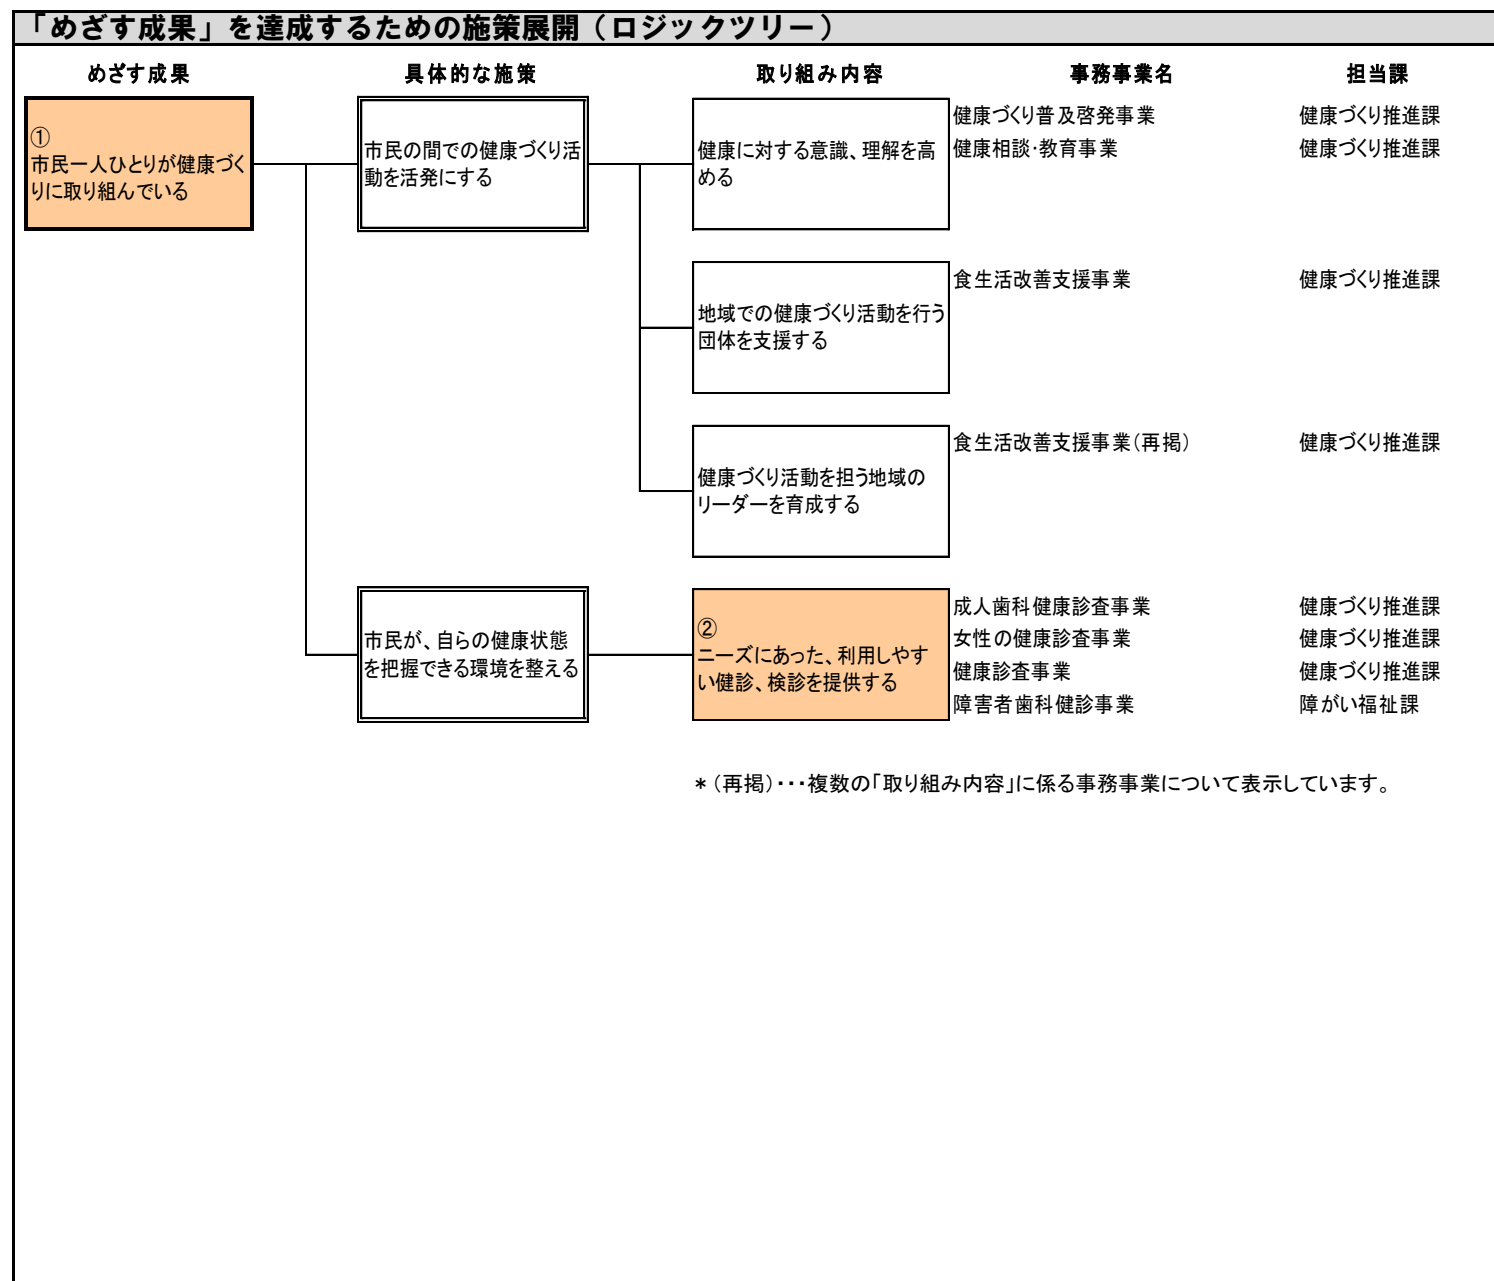 「めざす成果」を達成するための施策展開（ロジックツリー）
めざす成果
具体的な施策
取り組み内容
事務事業名
担当課
①
市民一人ひとりが健康づく
りに取り組んでいる
市民の間での健康づくり活
動を活発にする
健康に対する意識、理解を高
める
健康づくり普及啓発事業
健康づくり推進課
健康相談・教育事業
健康づくり推進課
地域での健康づくり活動を行う
団体を支援する
食生活改善支援事業
健康づくり推進課
健康づくり活動を担う地域の
リーダーを育成する
食生活改善支援事業（再掲）
健康づくり推進課
市民が、自らの健康状態
を把握できる環境を整える
②
ニーズにあった、利用しやす
い健診、検診を提供する
成人歯科健康診査事業
健康づくり推進課
女性の健康診査事業
健康づくり推進課
健康診査事業
健康づくり推進課
障害者歯科健診事業
障がい福祉課
*（再掲）・・・複数の「取り組み内容」に係る事務事業について表示しています。